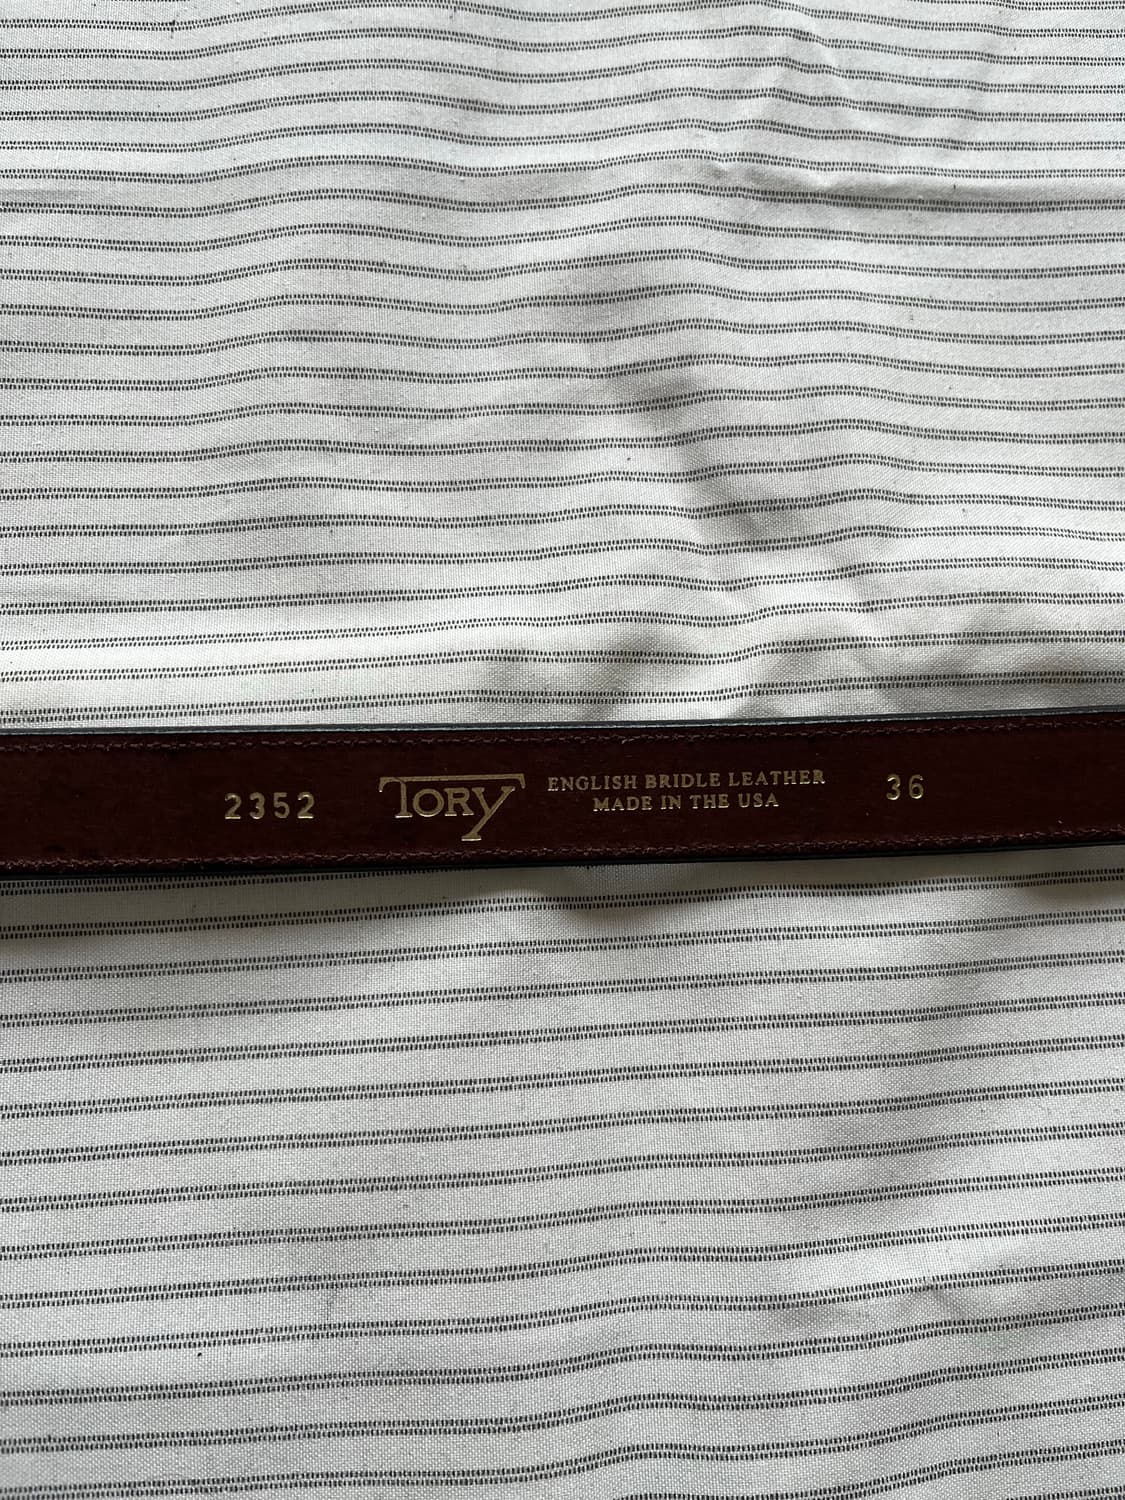 2352
TORY
ENGLISH BRIDLE LEATHER
MADE IN THE USA
36